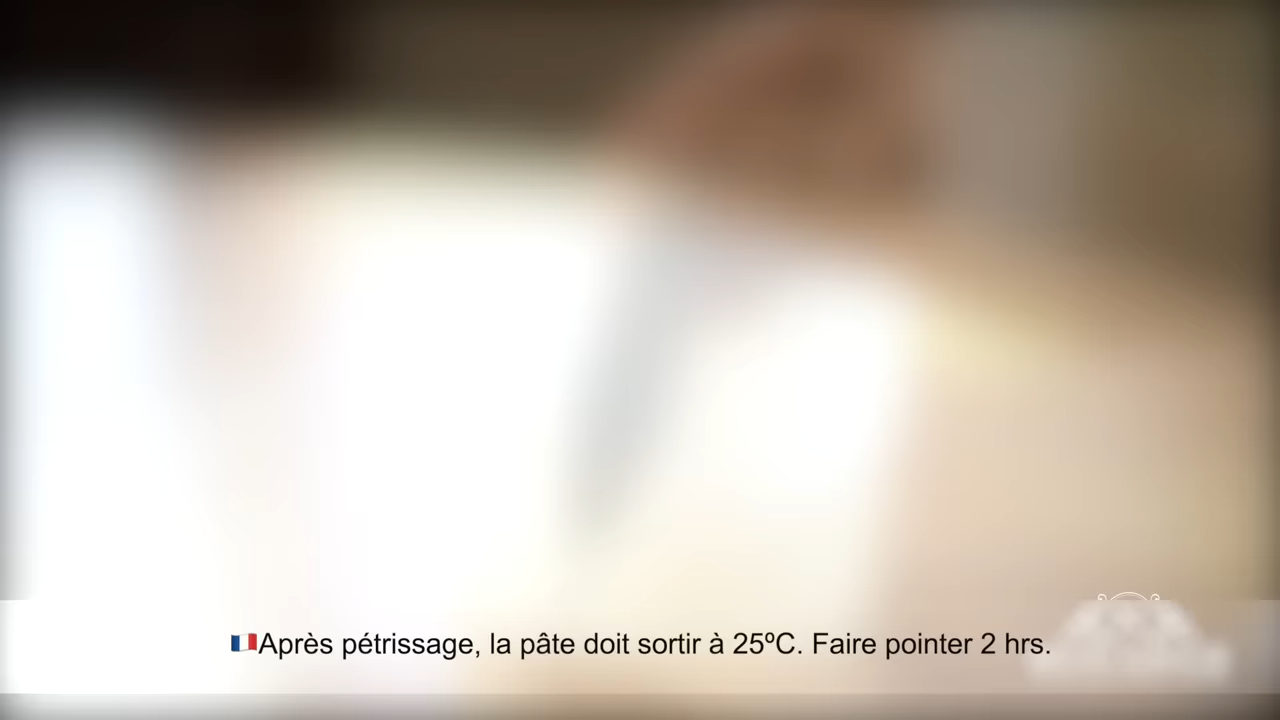 🇫🇷Après pétrissage, la pâte doit sortir à 25ºC. Faire pointer 2 hrs.